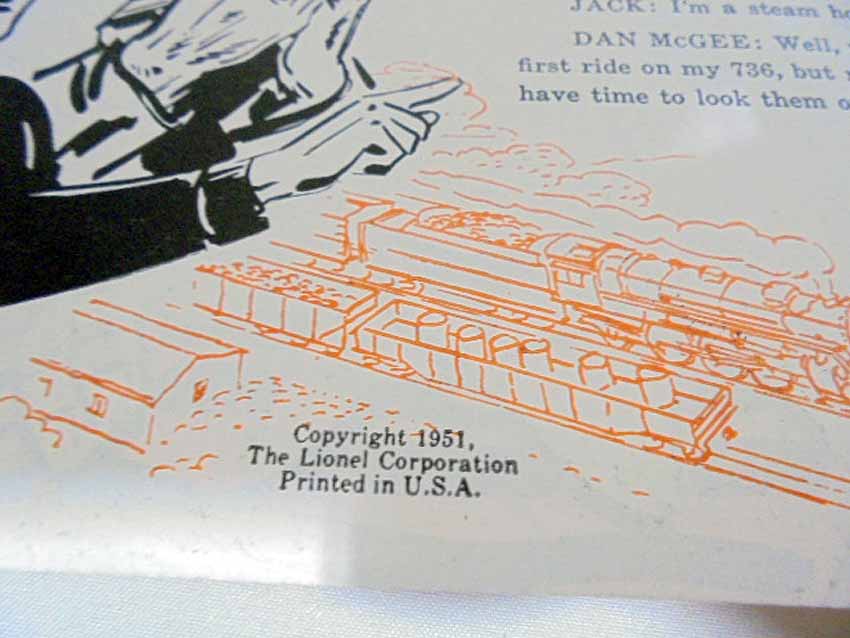 JACK: I'm a steam
DAN McGEE: Well,
first ride on my 736, but
have time to look them
Copyright 1951,
The Lionel Corporation
Printed in U.S.A.